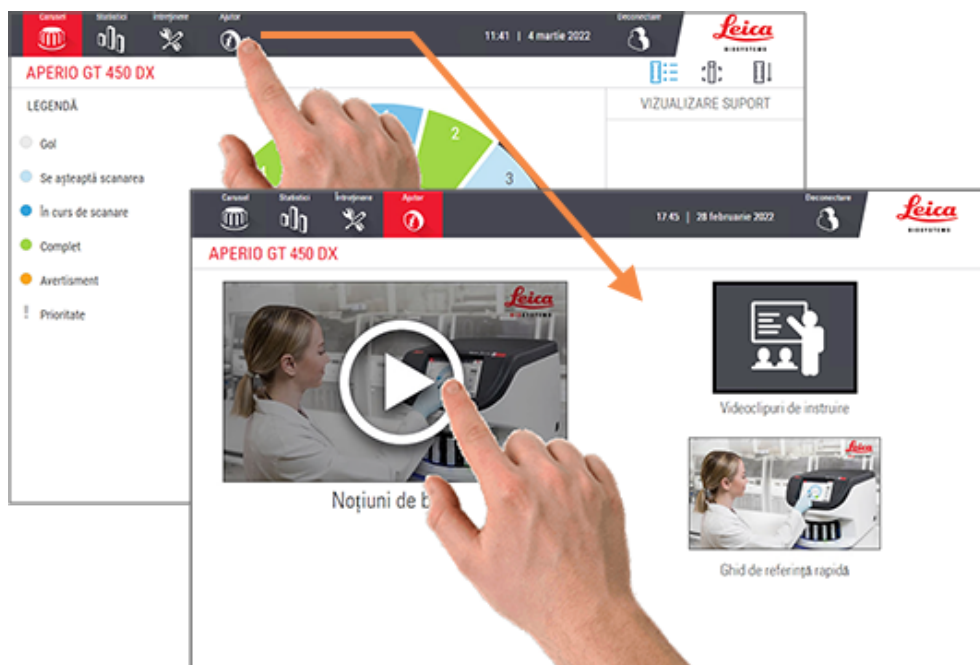 Carusel
Statistici
Întreținere
Ajutor
11:41 | 4 martie 2022
Deconectare
Leica
BIOSYSTEMS
APERIO GT 450 DX
LEGENDĂ
Gol
Se așteaptă scanarea
În curs de scanare
Complet
Avertisment
Prioritate
2
3
VIZUALIZARE SUPORT
Carusel
Statistici
Întreținere
Ajutor
17:45 | 28 februarie 2022
Deconectare
Leica
BIOSYSTEMS
APERIO GT 450 DX
Leica
BIOSYSTEMS
Noțiuni de b
Videoclipuri de instruire
Leica
Ghid de referință rapidă